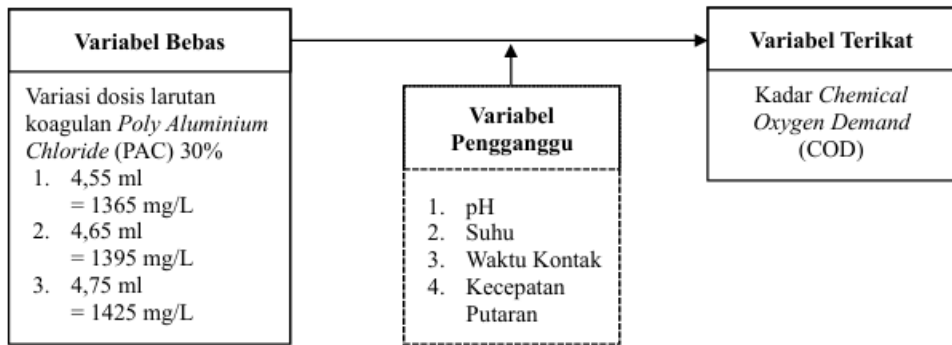 Variabel Bebas
Variasi dosis larutan
koagulan Poly Aluminium
Chloride (PAC) 30%
1. 4,55 ml
= 1365 mg/L
2. 4,65 ml
= 1395 mg/L
3. 4,75 ml
= 1425 mg/L
Variabel
Pengganggu
1. pH
2. Suhu
3. Waktu Kontak
4. Kecepatan
Putaran
Variabel Terikat
Kadar Chemical
Oxygen Demand
(COD)